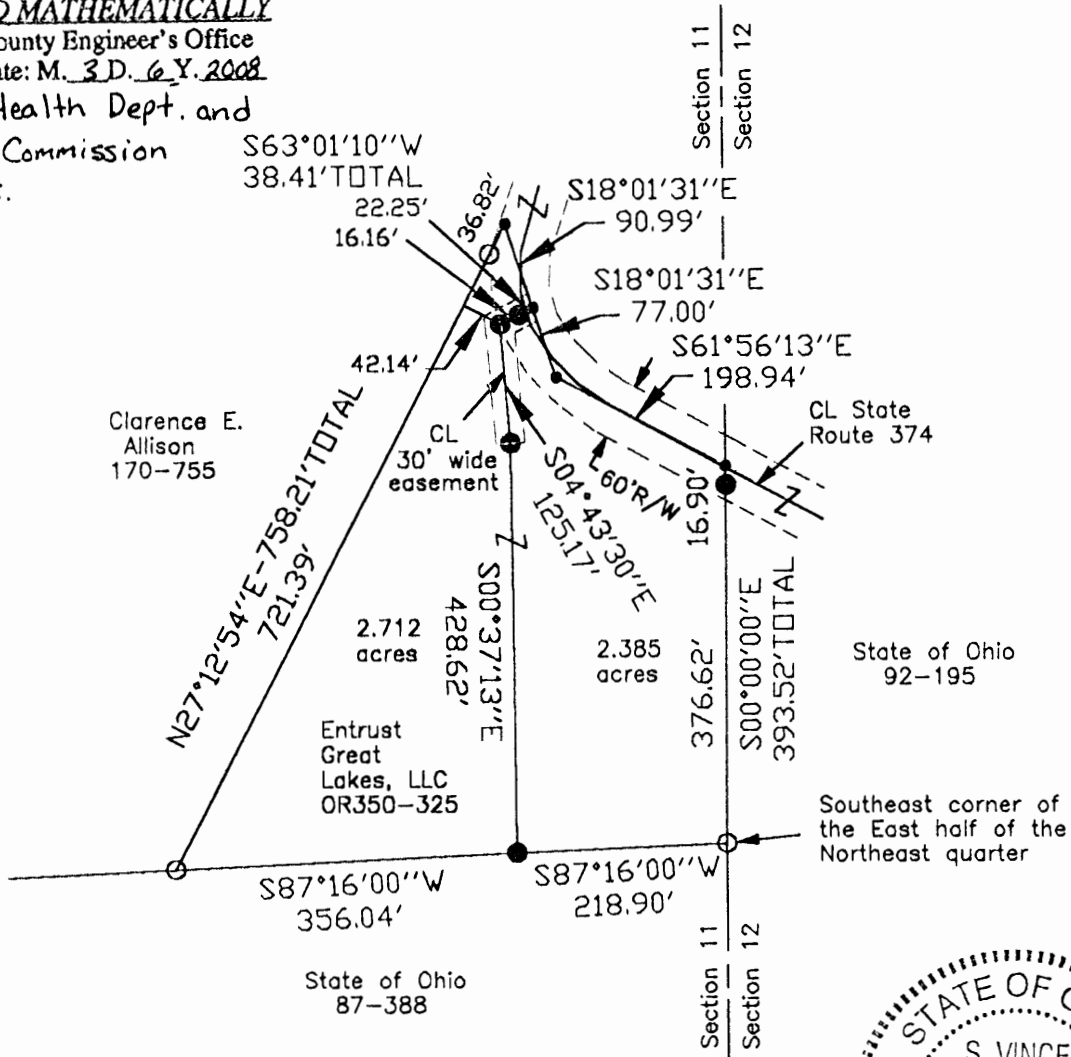 MATHEMATICALLY
Engineer's Office
M. 3 D. 6 Y. 2008
Health Dept. and
Commission
S63°01'10''W
38.41'TOTAL
22.25'
16.16'
36.82'
S18°01'31''E
90.99'
S18°01'31''E
77.00'
S61°56'13''E
198.94'
CL State
Route 374
Section 11
Section 12
42.14'
Clarence E.
Allison
170-755
CL
30' wide
easement
60'R/W
S04°43'30''E
125.17'
16.90'
N27°12'54''E-758.21'TOTAL
721.39'
2.712
acres
S00°37'13''E
428.62'
2.385
acres
376.62'
S00°00'00''E
393.52'TOTAL
State of Ohio
92-195
Entrust
Great
Lakes, LLC
OR350-325
Southeast corner of
the East half of the
Northeast quarter
S87°16'00''W
356.04'
S87°16'00''W
218.90'
State of Ohio
87-388
Section 11
Section 12
STATE OF
S. VINCE